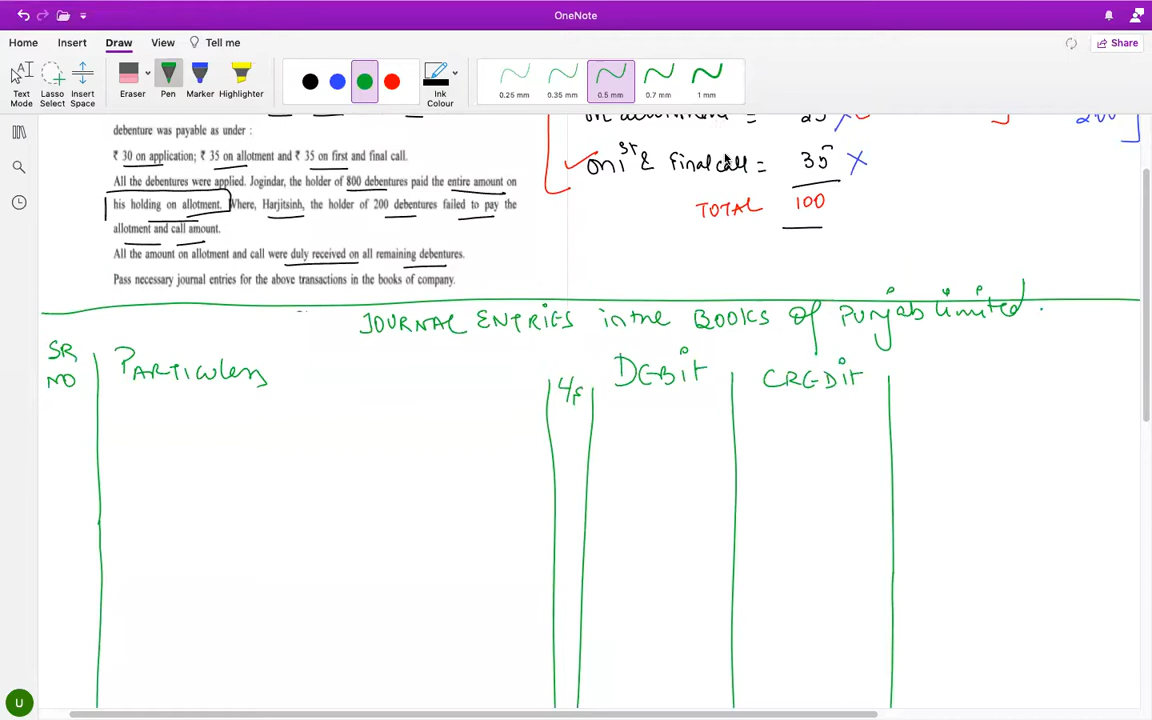 OneNote
Home Insert Draw View Tell me
Share
Text Mode
Lasso Select
Insert Space
Eraser
Pen
Marker
Highlighter
Ink Colour
0.25 mm 0.35 mm 0.5 mm 0.7 mm 1 mm
debenture was payable as under :
₹ 30 on application; ₹ 35 on allotment and ₹ 35 on first and final call.
All the debentures were applied. Jogindar, the holder of 800 debentures paid the entire amount on
his holding on allotment. Where, Harjitsinh, the holder of 200 debentures failed to pay the
allotment and call amount.
All the amount on allotment and call were duly received on all remaining debentures.
Pass necessary journal entries for the above transactions in the books of company.
on 1st & final call = 35
TOTAL 100
JOURNAL ENTRIES in the BOOKS of Punjab limited.
SR NO
PARTICULARS
L/F
DEBIT
CREDIT
U